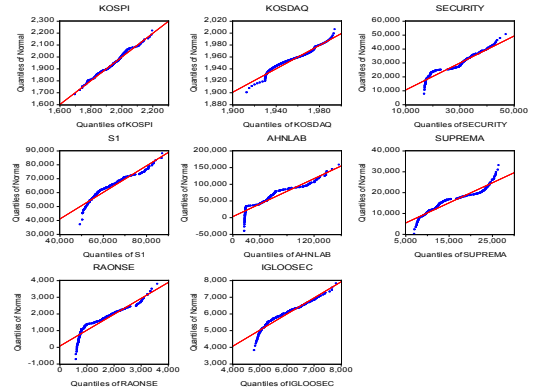 KOSPI
Quantiles of Normal
2,300
2,200
2,100
2,000
1,900
1,800
1,700
1,600
1,600 1,800 2,000 2,200
Quantiles of KOSPI
KOSDAQ
Quantiles of Normal
2,020
2,000
1,980
1,960
1,940
1,920
1,900
1,880
1,900 1,940 1,980
Quantiles of KOSDAQ
SECURITY
Quantiles of Normal
60,000
50,000
40,000
30,000
20,000
10,000
0
10,000 30,000 50,000
Quantiles of SECURITY
S1
Quantiles of Normal
90,000
80,000
70,000
60,000
50,000
40,000
30,000
40,000 60,000 80,000
Quantiles of S1
AHNLAB
Quantiles of Normal
200,000
150,000
100,000
50,000
0
-50,000
0 40,000 80,000 140,000
Quantiles of AHNLAB
SUPREMA
Quantiles of Normal
40,000
30,000
20,000
10,000
0
5,000 15,000 25,000
Quantiles of SUPREMA
RAONSE
Quantiles of Normal
4,000
3,000
2,000
1,000
0
-1,000
0 1,000 2,000 3,000 4,000
Quantiles of RAONSE
IGLOOSEC
Quantiles of Normal
8,000
7,000
6,000
5,000
4,000
3,000
4,000 5,000 6,000 7,000 8,000
Quantiles of IGLOOSEC